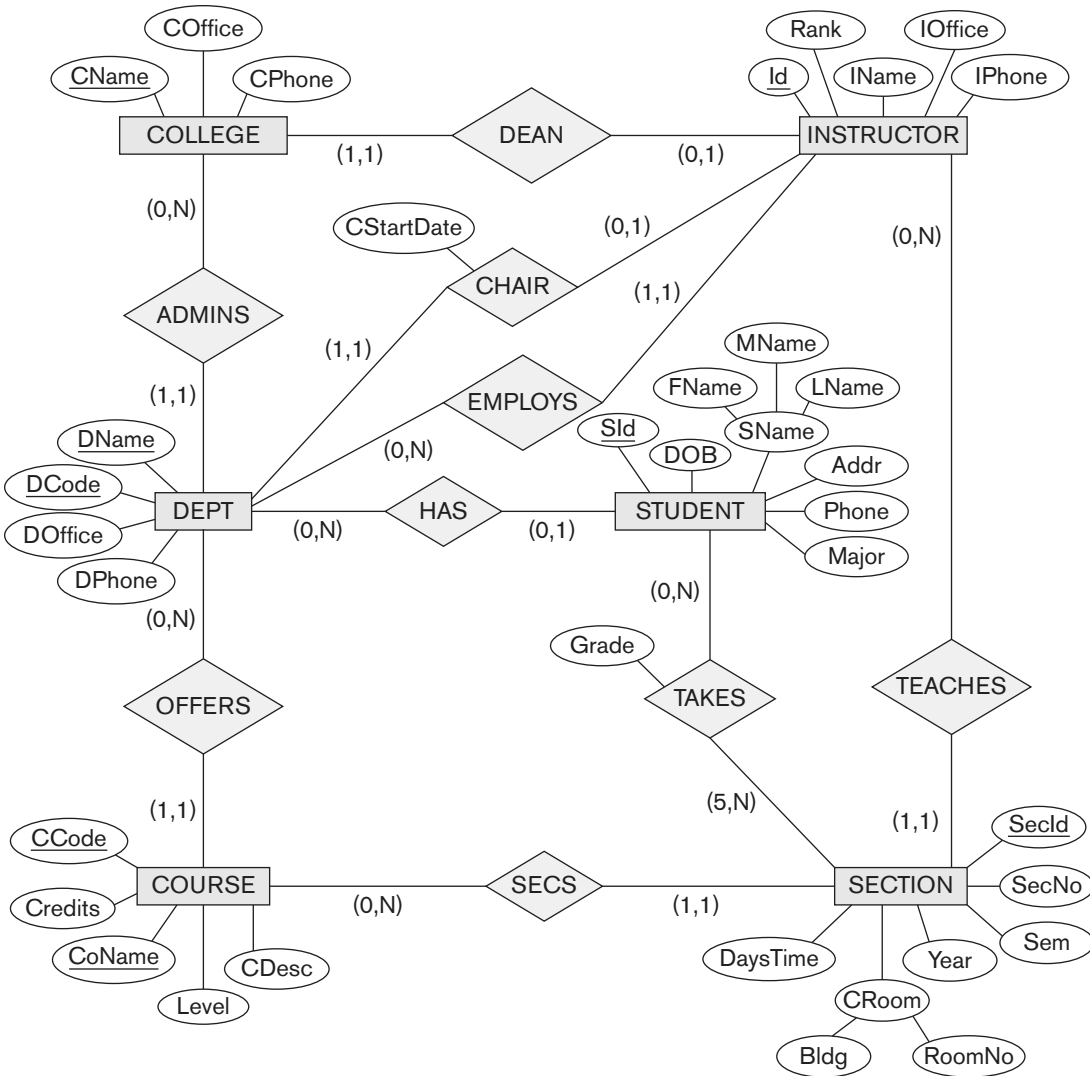 COffice
CName
CPhone
COLLEGE
(1,1)
DEAN
(0,1)
Rank
IOffice
Id
IName
IPhone
INSTRUCTOR
(0,N)
CStartDate
(0,1)
(0,N)
CHAIR
ADMINS
(1,1)
(1,1)
MName
(1,1)
EMPLOYS
FName
LName
DName
(0,N)
SId
SName
DCode
DOB
Addr
DEPT
HAS
STUDENT
Phone
DOffice
(0,N)
(0,1)
Major
DPhone
(0,N)
(0,N)
Grade
OFFERS
TAKES
TEACHES
(1,1)
(5,N)
(1,1)
CCode
SecId
COURSE
SECS
SECTION
SecNo
Credits
(0,N)
(1,1)
CoName
CDesc
DaysTime
Year
Sem
Level
CRoom
Bldg
RoomNo